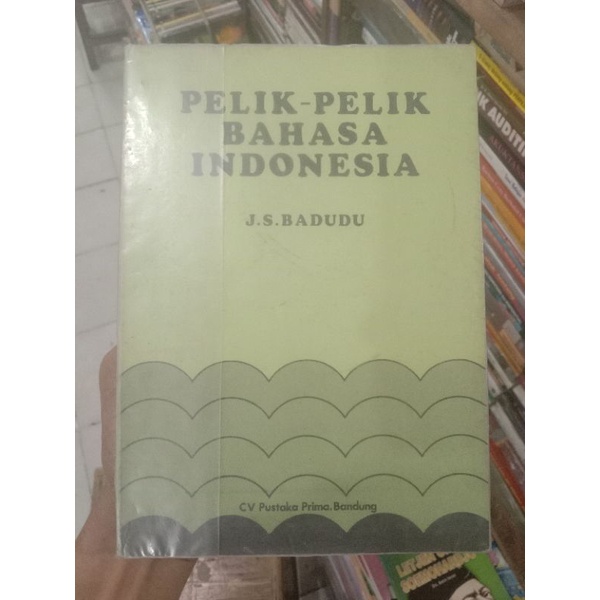 PELIK-PELIK
BAHASA
INDONESIA
J.S.BADUDU
CV Pustaka Prima. Bandung